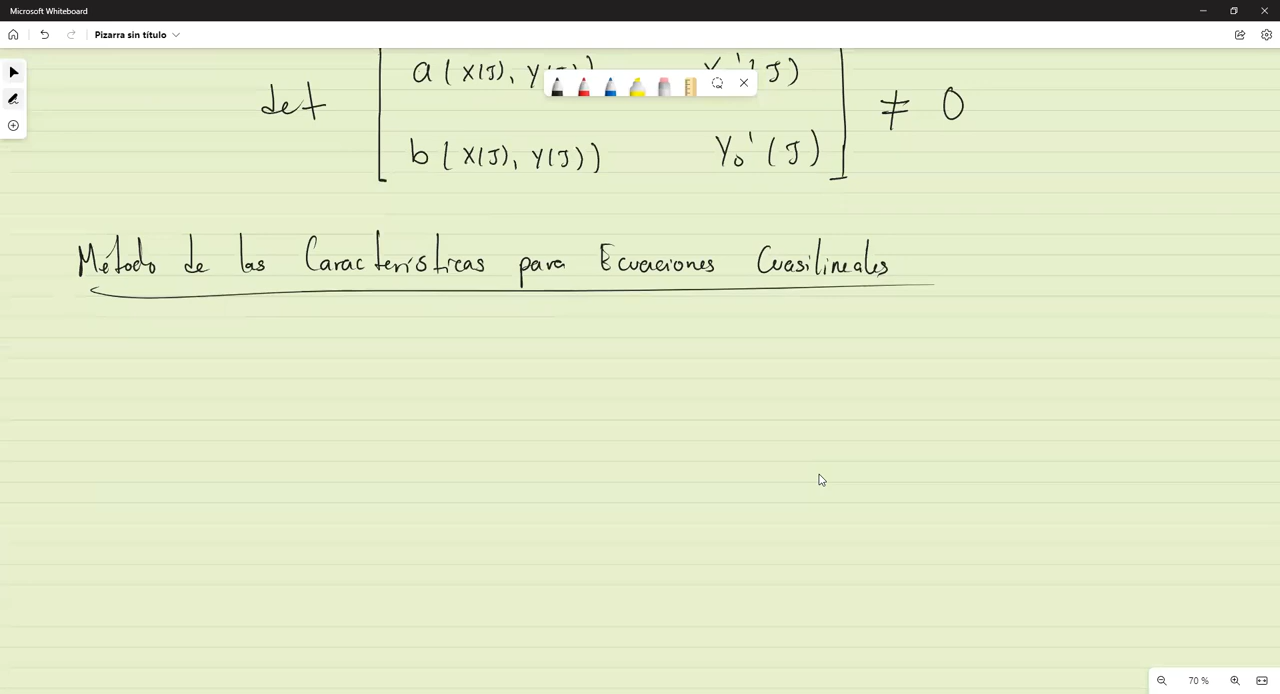 Microsoft Whiteboard
Pizarra sin título
a(x(J), y
'(J)
det
≠ 0
b(x(J), y(J)) Y₀'(J)
Método de las Características para Ecuaciones Cuasilineales
70 %